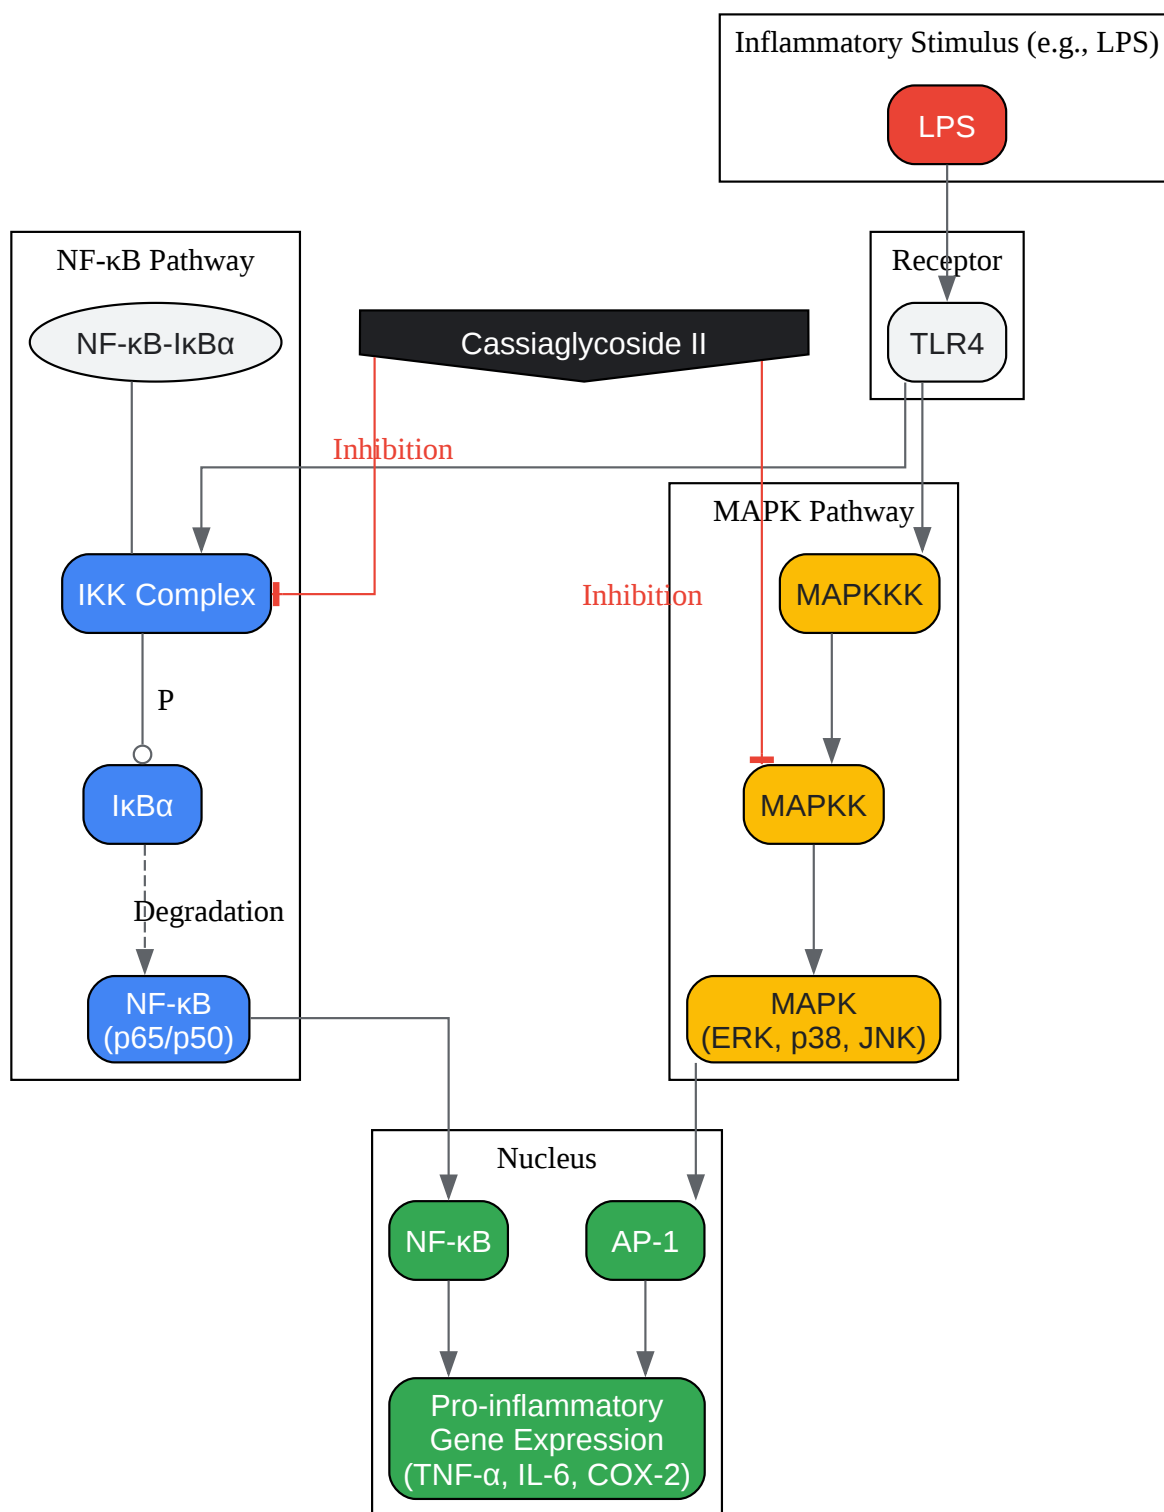 Inflammatory Stimulus (e.g., LPS)
LPS
NF-κB Pathway
Receptor
NF-κB-IκBα
Cassiaglycoside II
TLR4
Inhibition
MAPK Pathway
IKK Complex
Inhibition
MAPKKK
P
IκBα
MAPKK
Degradation
NF-κB
(p65/p50)
MAPK
(ERK, p38, JNK)
Nucleus
NF-κB
AP-1
Pro-inflammatory
Gene Expression
(TNF-α, IL-6, COX-2)